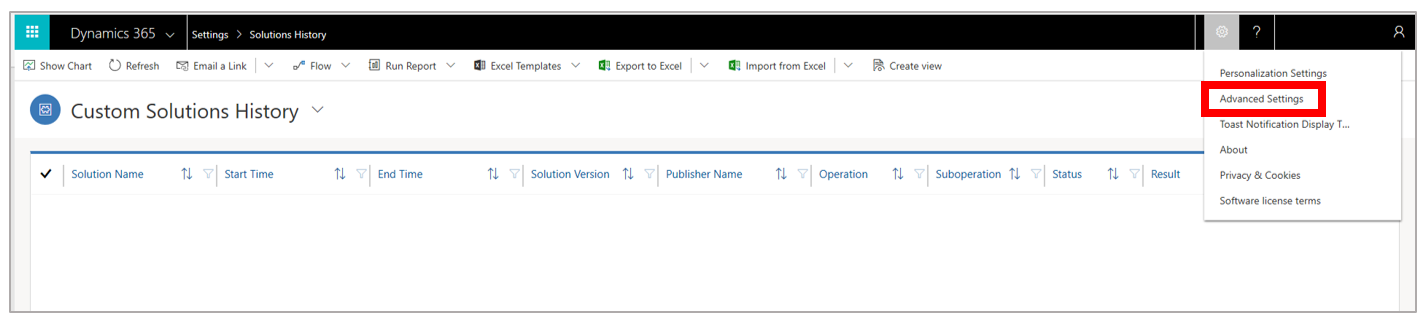 Dynamics 365 Settings > Solutions History ?
Show Chart Refresh Email a Link Flow Run Report Excel Templates Export to Excel Import from Excel Create view
Personalization Settings
Advanced Settings
Toast Notification Display T...
About
Privacy & Cookies
Software license terms
Custom Solutions History
Solution Name Start Time End Time Solution Version Publisher Name Operation Suboperation Status Result